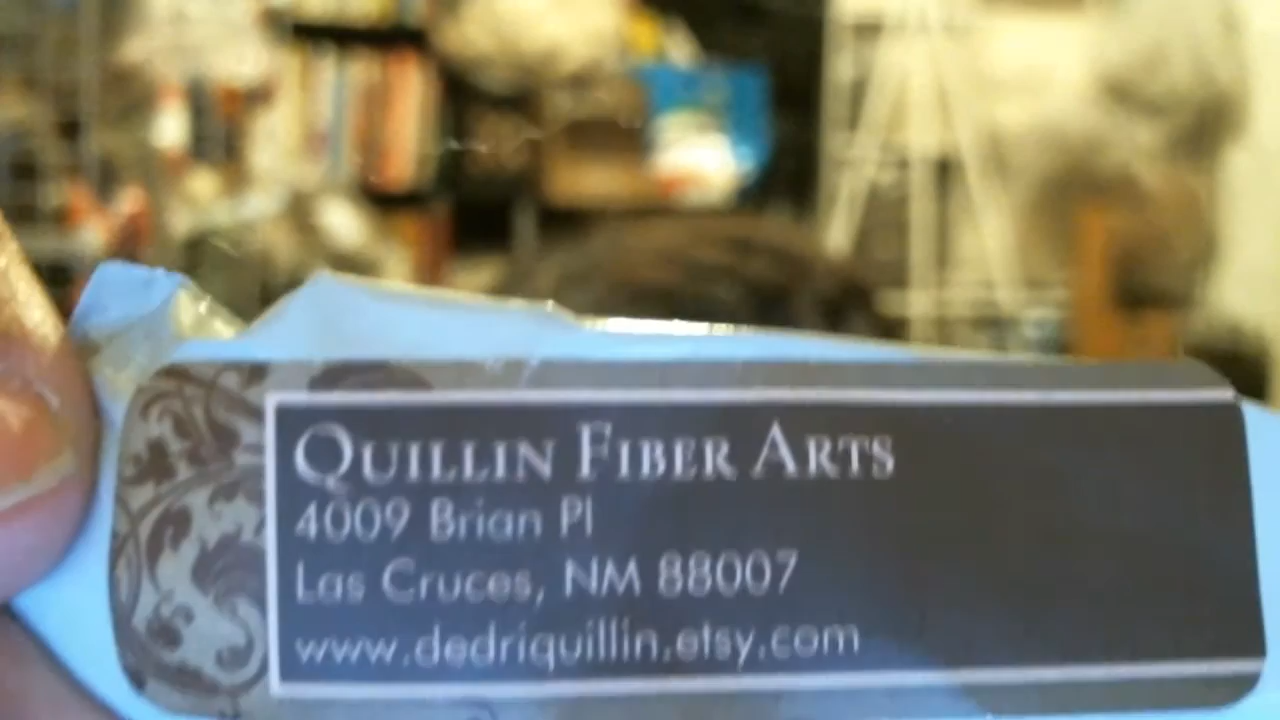 QUILLIN FIBER ARTS
4009 Brian Pl
Las Cruces, NM 88007
www.dedriquillin.etsy.com